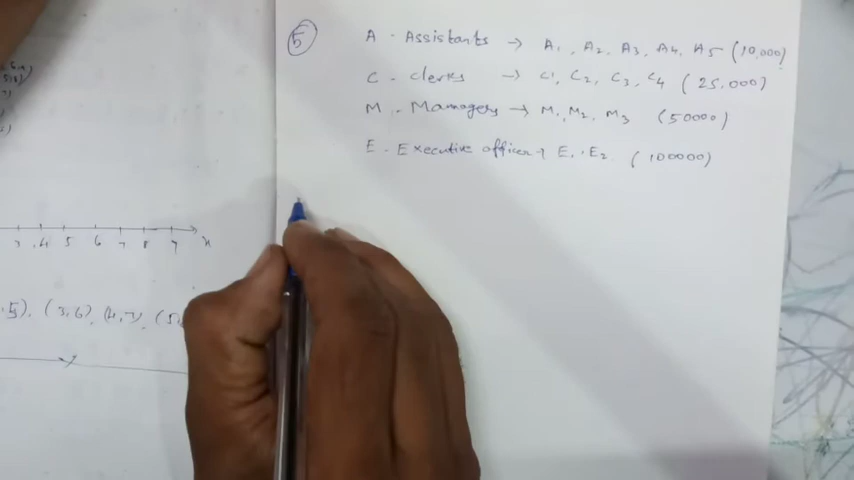 5
A - Assistants → A1, A2, A3, A4, A5 (10,000)
C - clerks → C1, C2, C3, C4 (25,000)
M - Managers → M1, M2, M3 (50000)
E - Executive officer → E1, E2 (100000)
3 4 5 6 7 8 9 x
(3,6), (4,7),